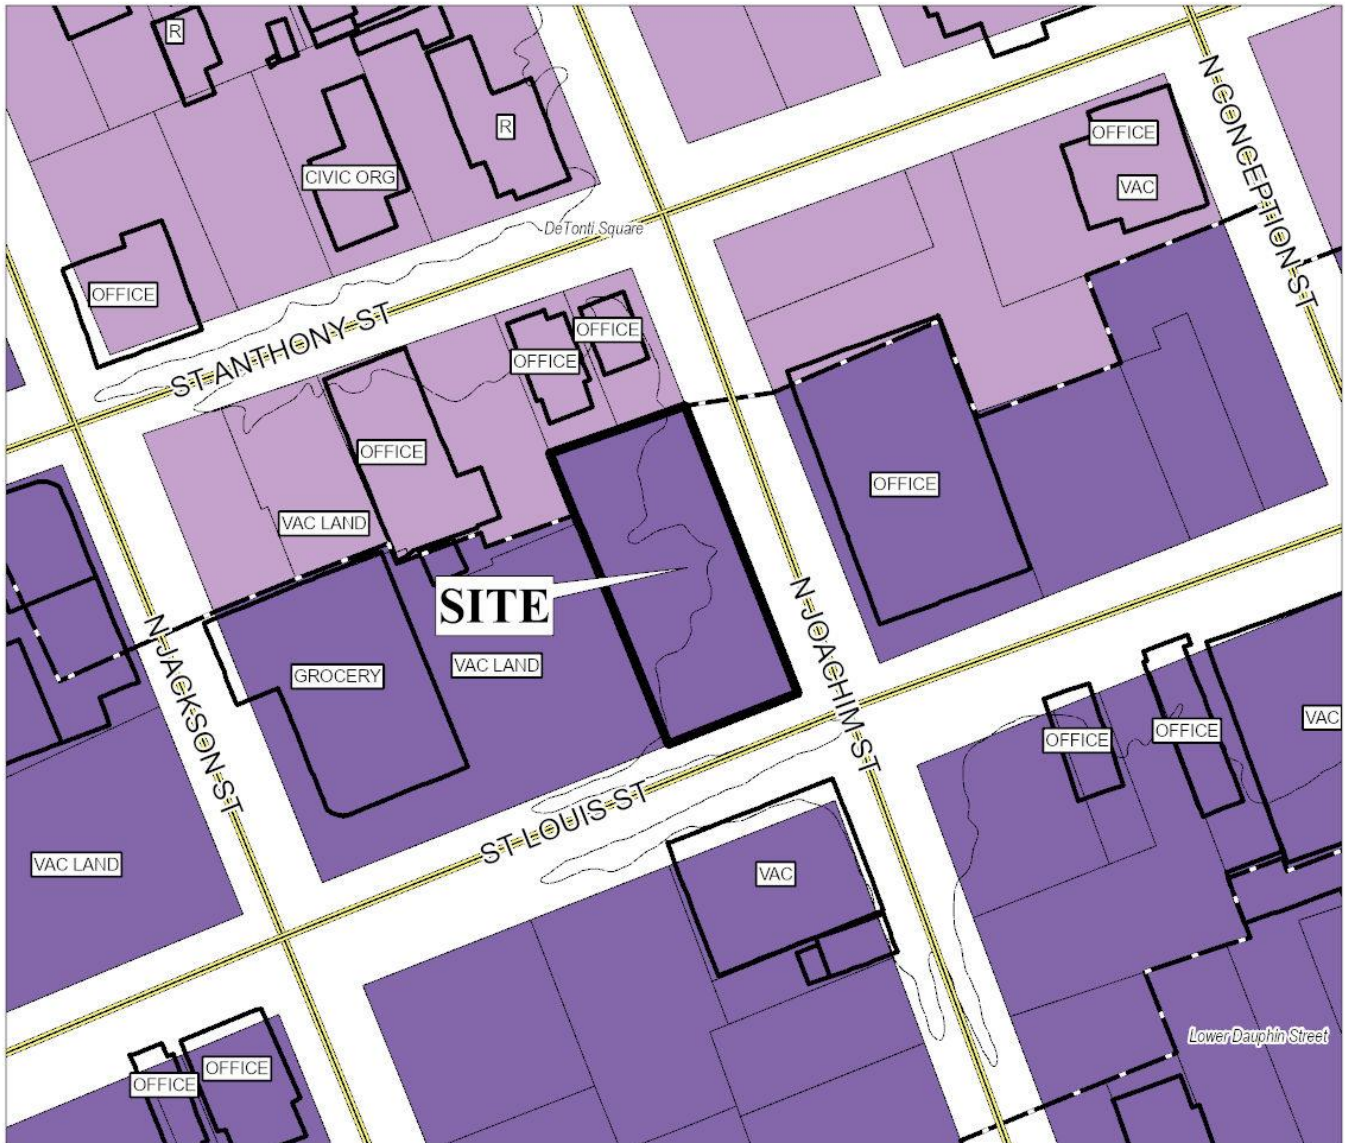 R
R
OFFICE
N CONCEPTION ST
CIVIC ORG
VAC
DeTonti Square
OFFICE
ST ANTHONY ST
OFFICE
OFFICE
OFFICE
OFFICE
VAC LAND
SITE
N JOACHIM ST
N JACKSON ST
GROCERY
VAC LAND
OFFICE
OFFICE
VAC
ST LOUIS ST
VAC LAND
VAC
Lower Dauphin Street
OFFICE
OFFICE